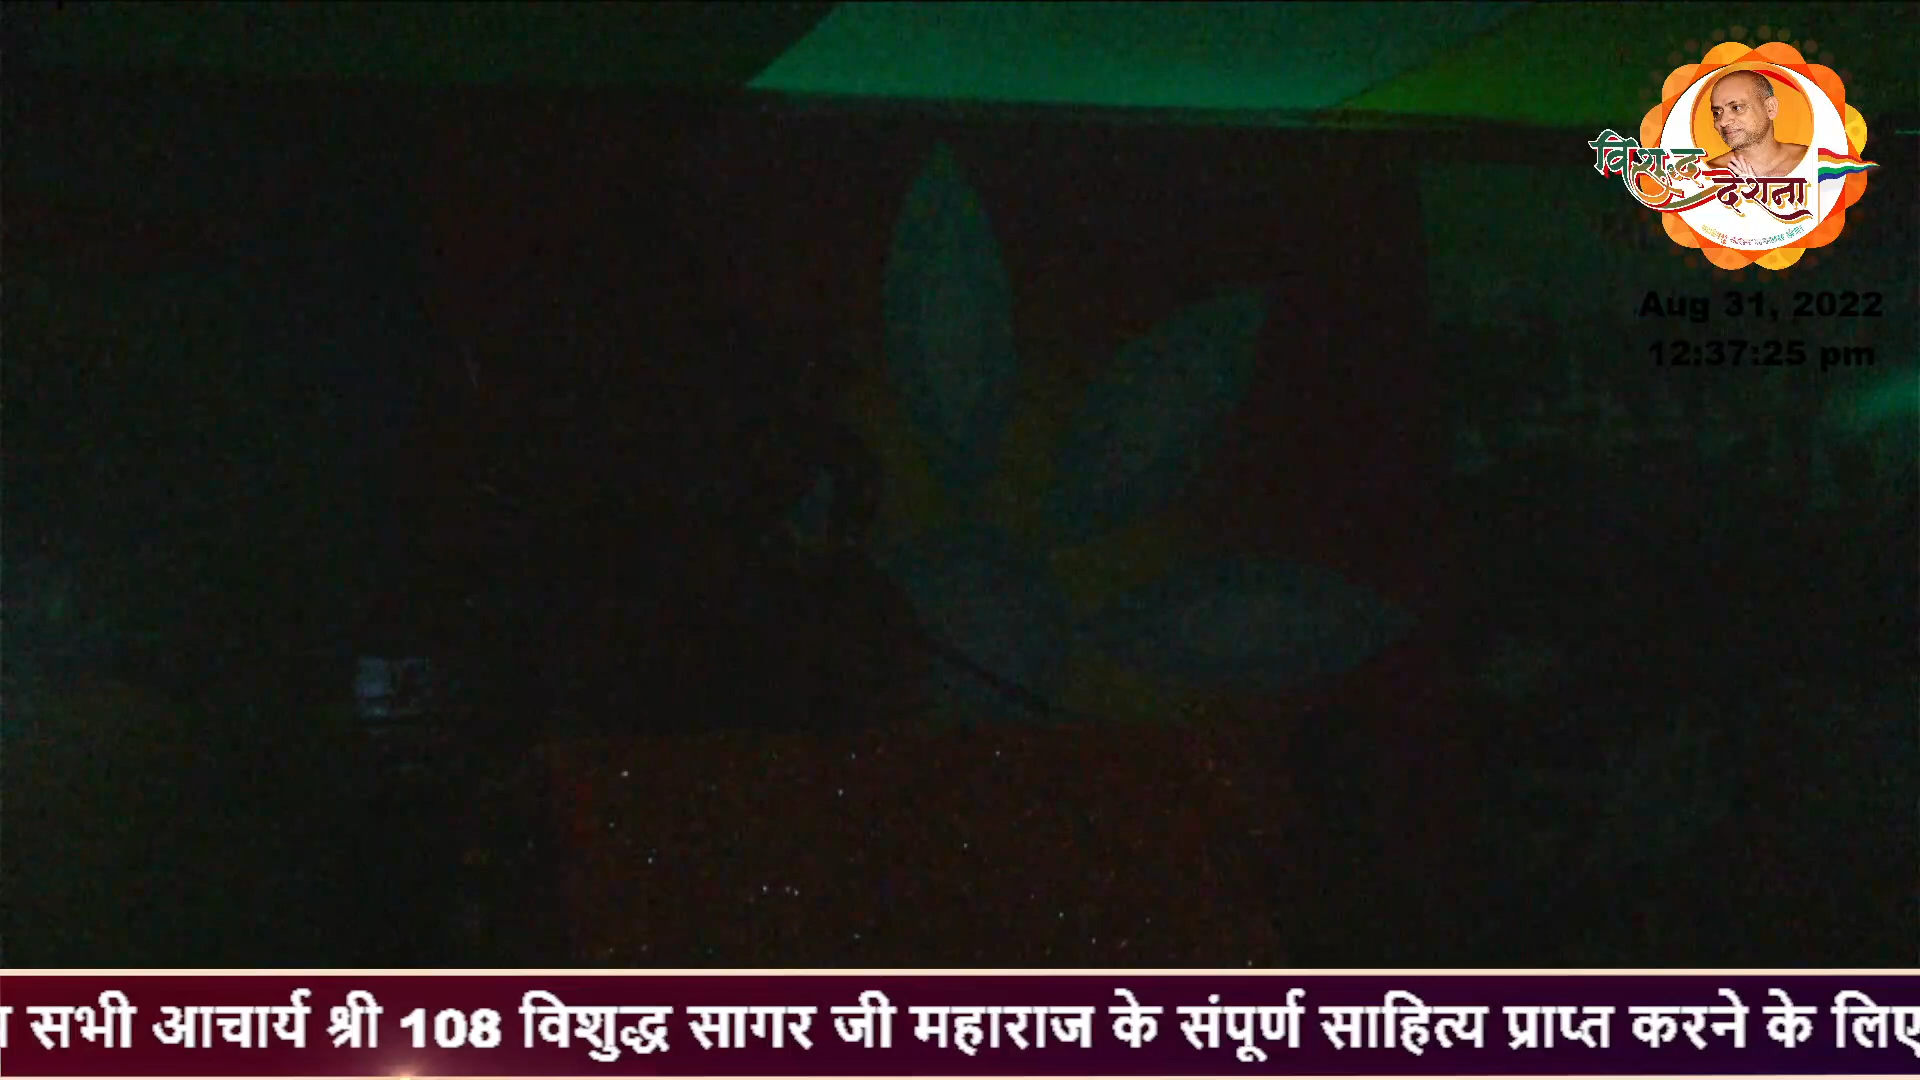 विशुद्ध
देशना
Aug 31, 2022
12:37:25 pm
सभी आचार्य श्री 108 विशुद्ध सागर जी महाराज के संपूर्ण साहित्य प्राप्त करने के लिए